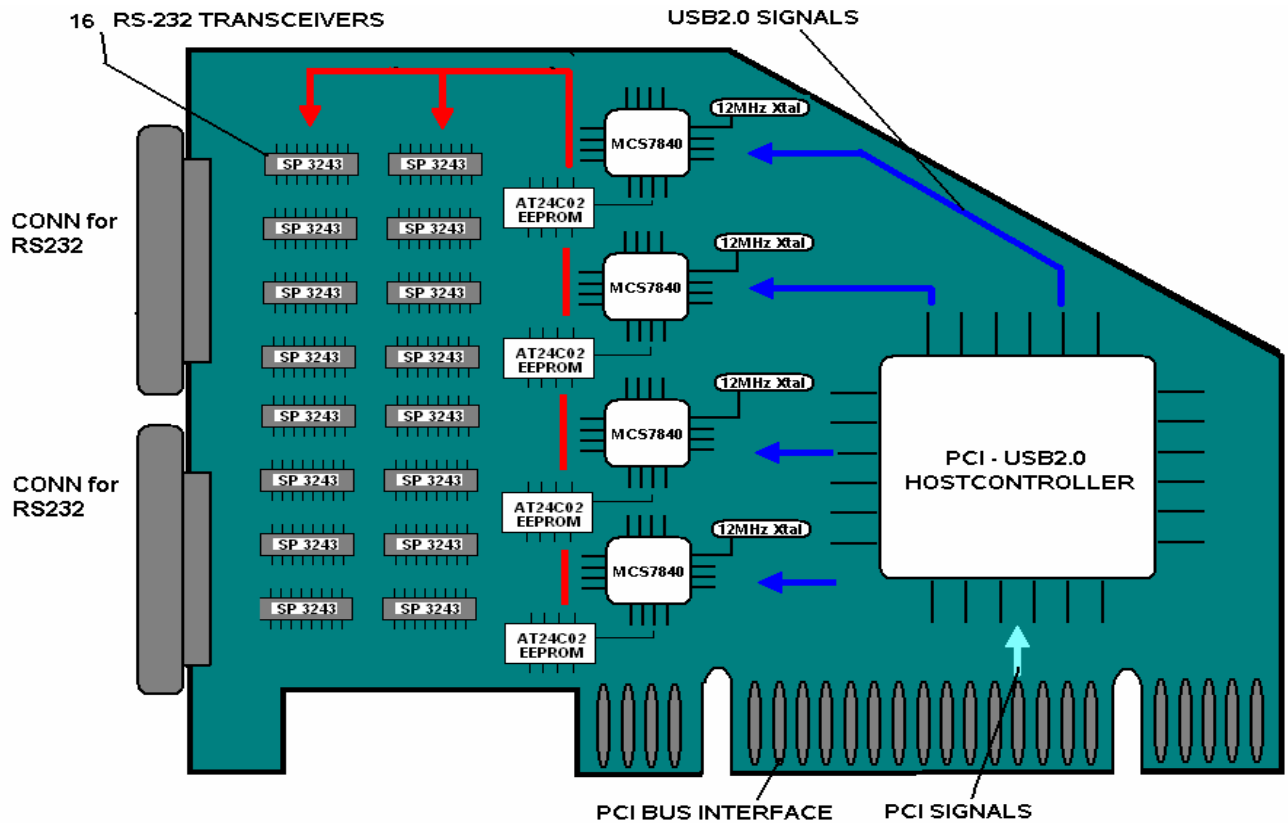 16 RS-232 TRANSCEIVERS
USB2.0 SIGNALS
12MHz Xtal
MCS7840
SP 3243 SP 3243
AT24C02
EEPROM
CONN for
RS232
SP 3243 SP 3243
12MHz Xtal
MCS7840
SP 3243 SP 3243
AT24C02
EEPROM
SP 3243 SP 3243
12MHz Xtal
MCS7840
SP 3243 SP 3243
PCI - USB2.0
HOSTCONTROLLER
CONN for
RS232
SP 3243 SP 3243
AT24C02
EEPROM
12MHz Xtal
SP 3243 SP 3243
MCS7840
SP 3243 SP 3243
AT24C02
EEPROM
PCI BUS INTERFACE
PCI SIGNALS